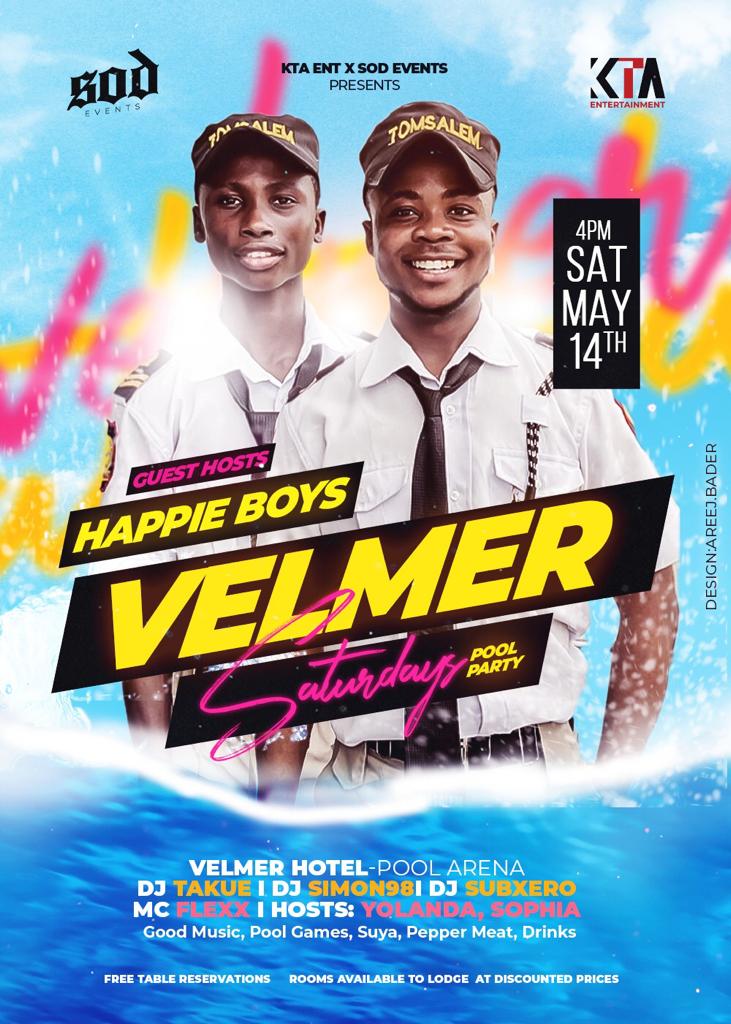 sod
EVENTS
KTA ENT X SOD EVENTS
PRESENTS
KTA
ENTERTAINMENT
TOMSALEM
TOMSALEM
4PM
SAT
MAY
14TH
GUEST HOSTS
HAPPIE BOYS
VELMER
Saturdays
POOL
PARTY
DESIGN:AREEJ.BADER
VELMER HOTEL-POOL ARENA
DJ TAKUE I DJ SIMON98I DJ SUBXERO
MC FLEXX I HOSTS: YOLANDA, SOPHIA
Good Music, Pool Games, Suya, Pepper Meat, Drinks
FREE TABLE RESERVATIONS ROOMS AVAILABLE TO LODGE AT DISCOUNTED PRICES